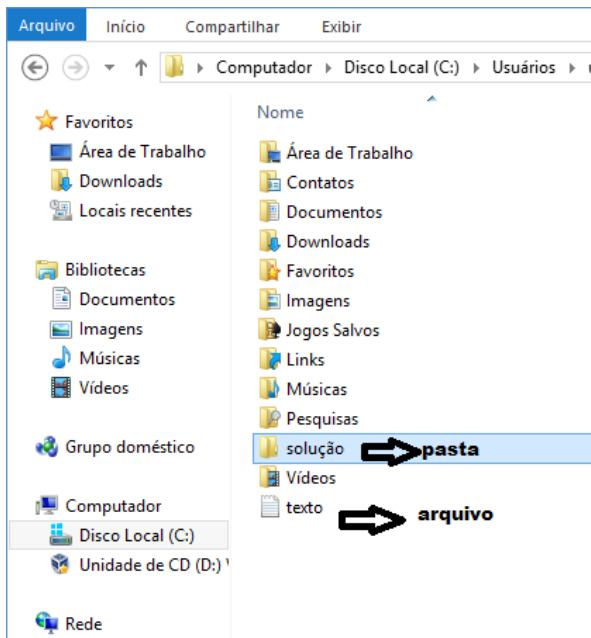 Arquivo Início Compartilhar Exibir
Computador Disco Local (C:) Usuários
Favoritos
Área de Trabalho
Downloads
Locais recentes
Bibliotecas
Documentos
Imagens
Músicas
Vídeos
Grupo doméstico
Computador
Disco Local (C:)
Unidade de CD (D:)
Rede
Nome
Área de Trabalho
Contatos
Documentos
Downloads
Favoritos
Imagens
Jogos Salvos
Links
Músicas
Pesquisas
solução pasta
Vídeos
texto arquivo